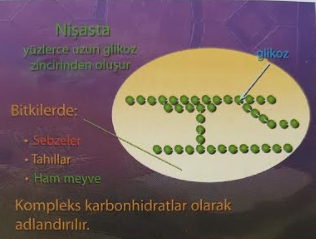 Nişasta
yüzlerce uzun glikoz
zincirinden oluşur
glikoz
Bitkilerde:
• Sebzeler
• Tahıllar
• Ham meyve
Kompleks karbonhidratlar olarak
adlandırılır.